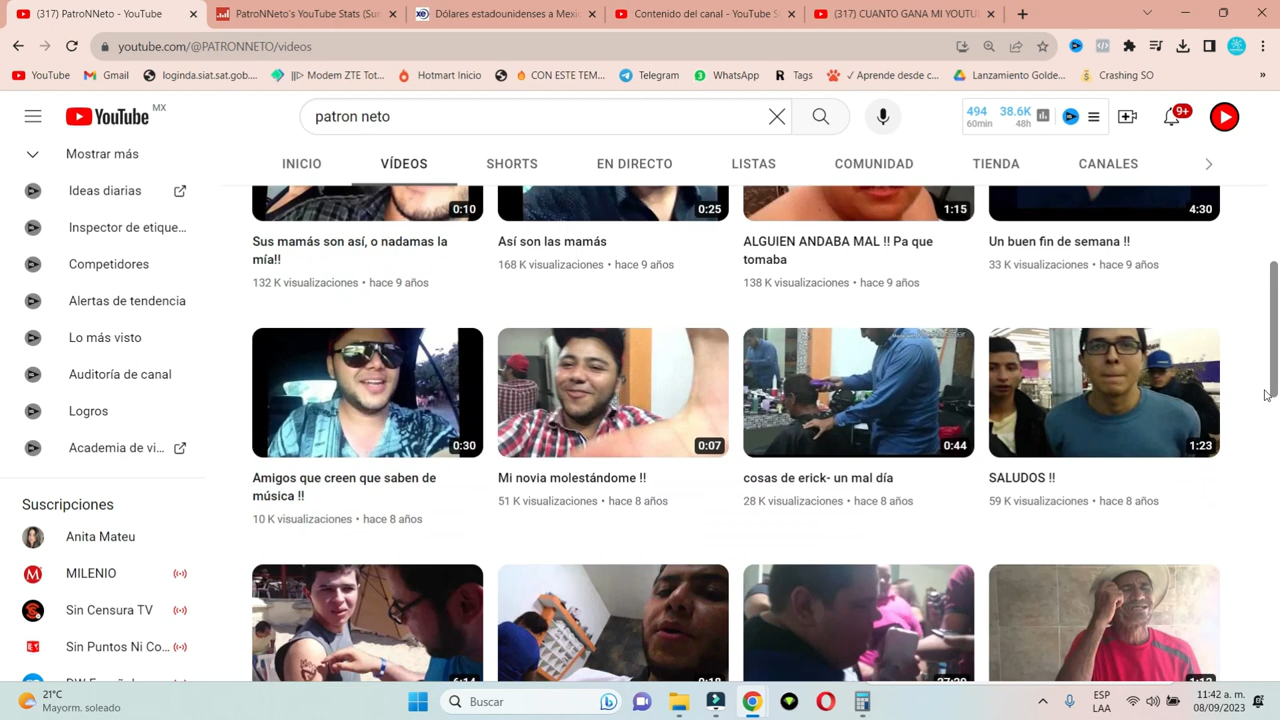 (317) PatroNNeto - YouTube
PatroNNeto's YouTube Stats (Sum
Dólares estadounidenses a Mexi
Contenido del canal - YouTube S
(317) CUANTO GANA MI YOUTU
youtube.com/@PATRONNETO/videos
YouTube
Gmail
loginda.siat.sat.gob...
||▷ Modem ZTE Tot...
Hotmart Inicio
CON ESTE TEM...
Telegram
WhatsApp
Tags
✓ Aprende desde c...
Lanzamiento Golde...
Crashing SO
»
YouTube MX
patron neto
494 60min
38.6K 48h
9+
Mostrar más
Ideas diarias
Inspector de etique...
Competidores
Alertas de tendencia
Lo más visto
Auditoría de canal
Logros
Academia de vi...
Suscripciones
Anita Mateu
MILENIO
Sin Censura TV
Sin Puntos Ni Co...
INICIO
VÍDEOS
SHORTS
EN DIRECTO
LISTAS
COMUNIDAD
TIENDA
CANALES
0:10
0:25
1:15
4:30
Sus mamás son así, o nadamas la
mía!!
132 K visualizaciones • hace 9 años
Así son las mamás
168 K visualizaciones • hace 9 años
ALGUIEN ANDABA MAL !! Pa que
tomaba
138 K visualizaciones • hace 9 años
Un buen fin de semana !!
33 K visualizaciones • hace 9 años
0:30
0:07
0:44
1:23
Amigos que creen que saben de
música !!
10 K visualizaciones • hace 8 años
Mi novia molestándome !!
51 K visualizaciones • hace 8 años
cosas de erick- un mal día
28 K visualizaciones • hace 8 años
SALUDOS !!
59 K visualizaciones • hace 8 años
21°C
Mayorm. soleado
Buscar
ESP
LAA
11:42 a. m.
08/09/2023